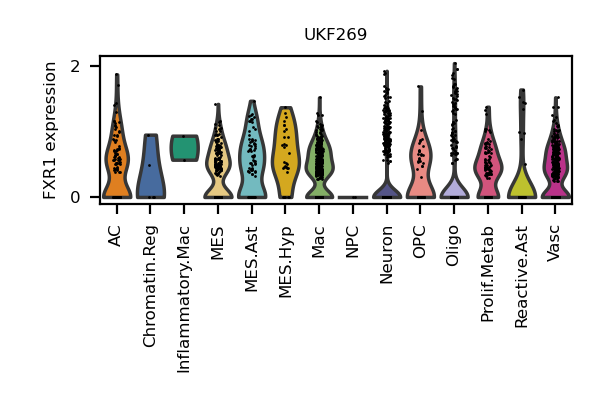 UKF269
FXR1 expression
2
0
AC
Chromatin.Reg
Inflammatory.Mac
MES
MES.Ast
MES.Hyp
Mac
NPC
Neuron
OPC
Oligo
Prolif.Metab
Reactive.Ast
Vasc